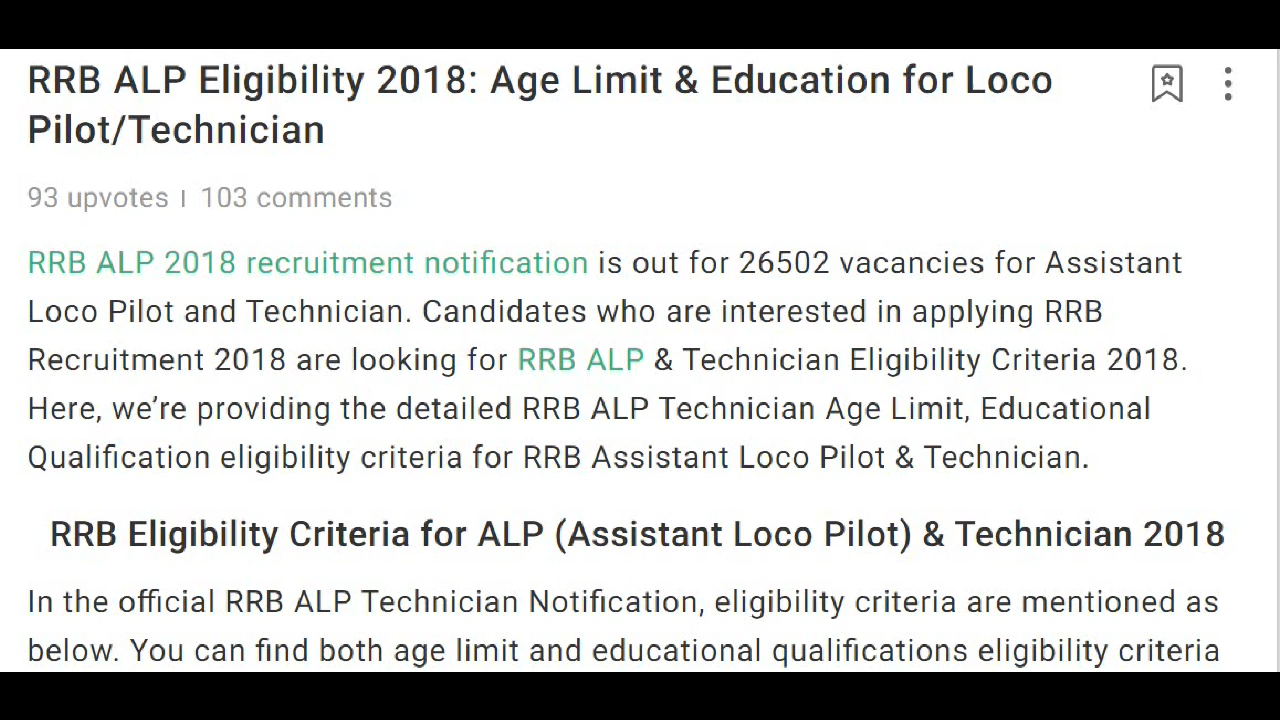 RRB ALP Eligibility 2018: Age Limit & Education for Loco
Pilot/Technician
93 upvotes | 103 comments
RRB ALP 2018 recruitment notification is out for 26502 vacancies for Assistant
Loco Pilot and Technician. Candidates who are interested in applying RRB
Recruitment 2018 are looking for RRB ALP & Technician Eligibility Criteria 2018.
Here, we’re providing the detailed RRB ALP Technician Age Limit, Educational
Qualification eligibility criteria for RRB Assistant Loco Pilot & Technician.
RRB Eligibility Criteria for ALP (Assistant Loco Pilot) & Technician 2018
In the official RRB ALP Technician Notification, eligibility criteria are mentioned as
below. You can find both age limit and educational qualifications eligibility criteria